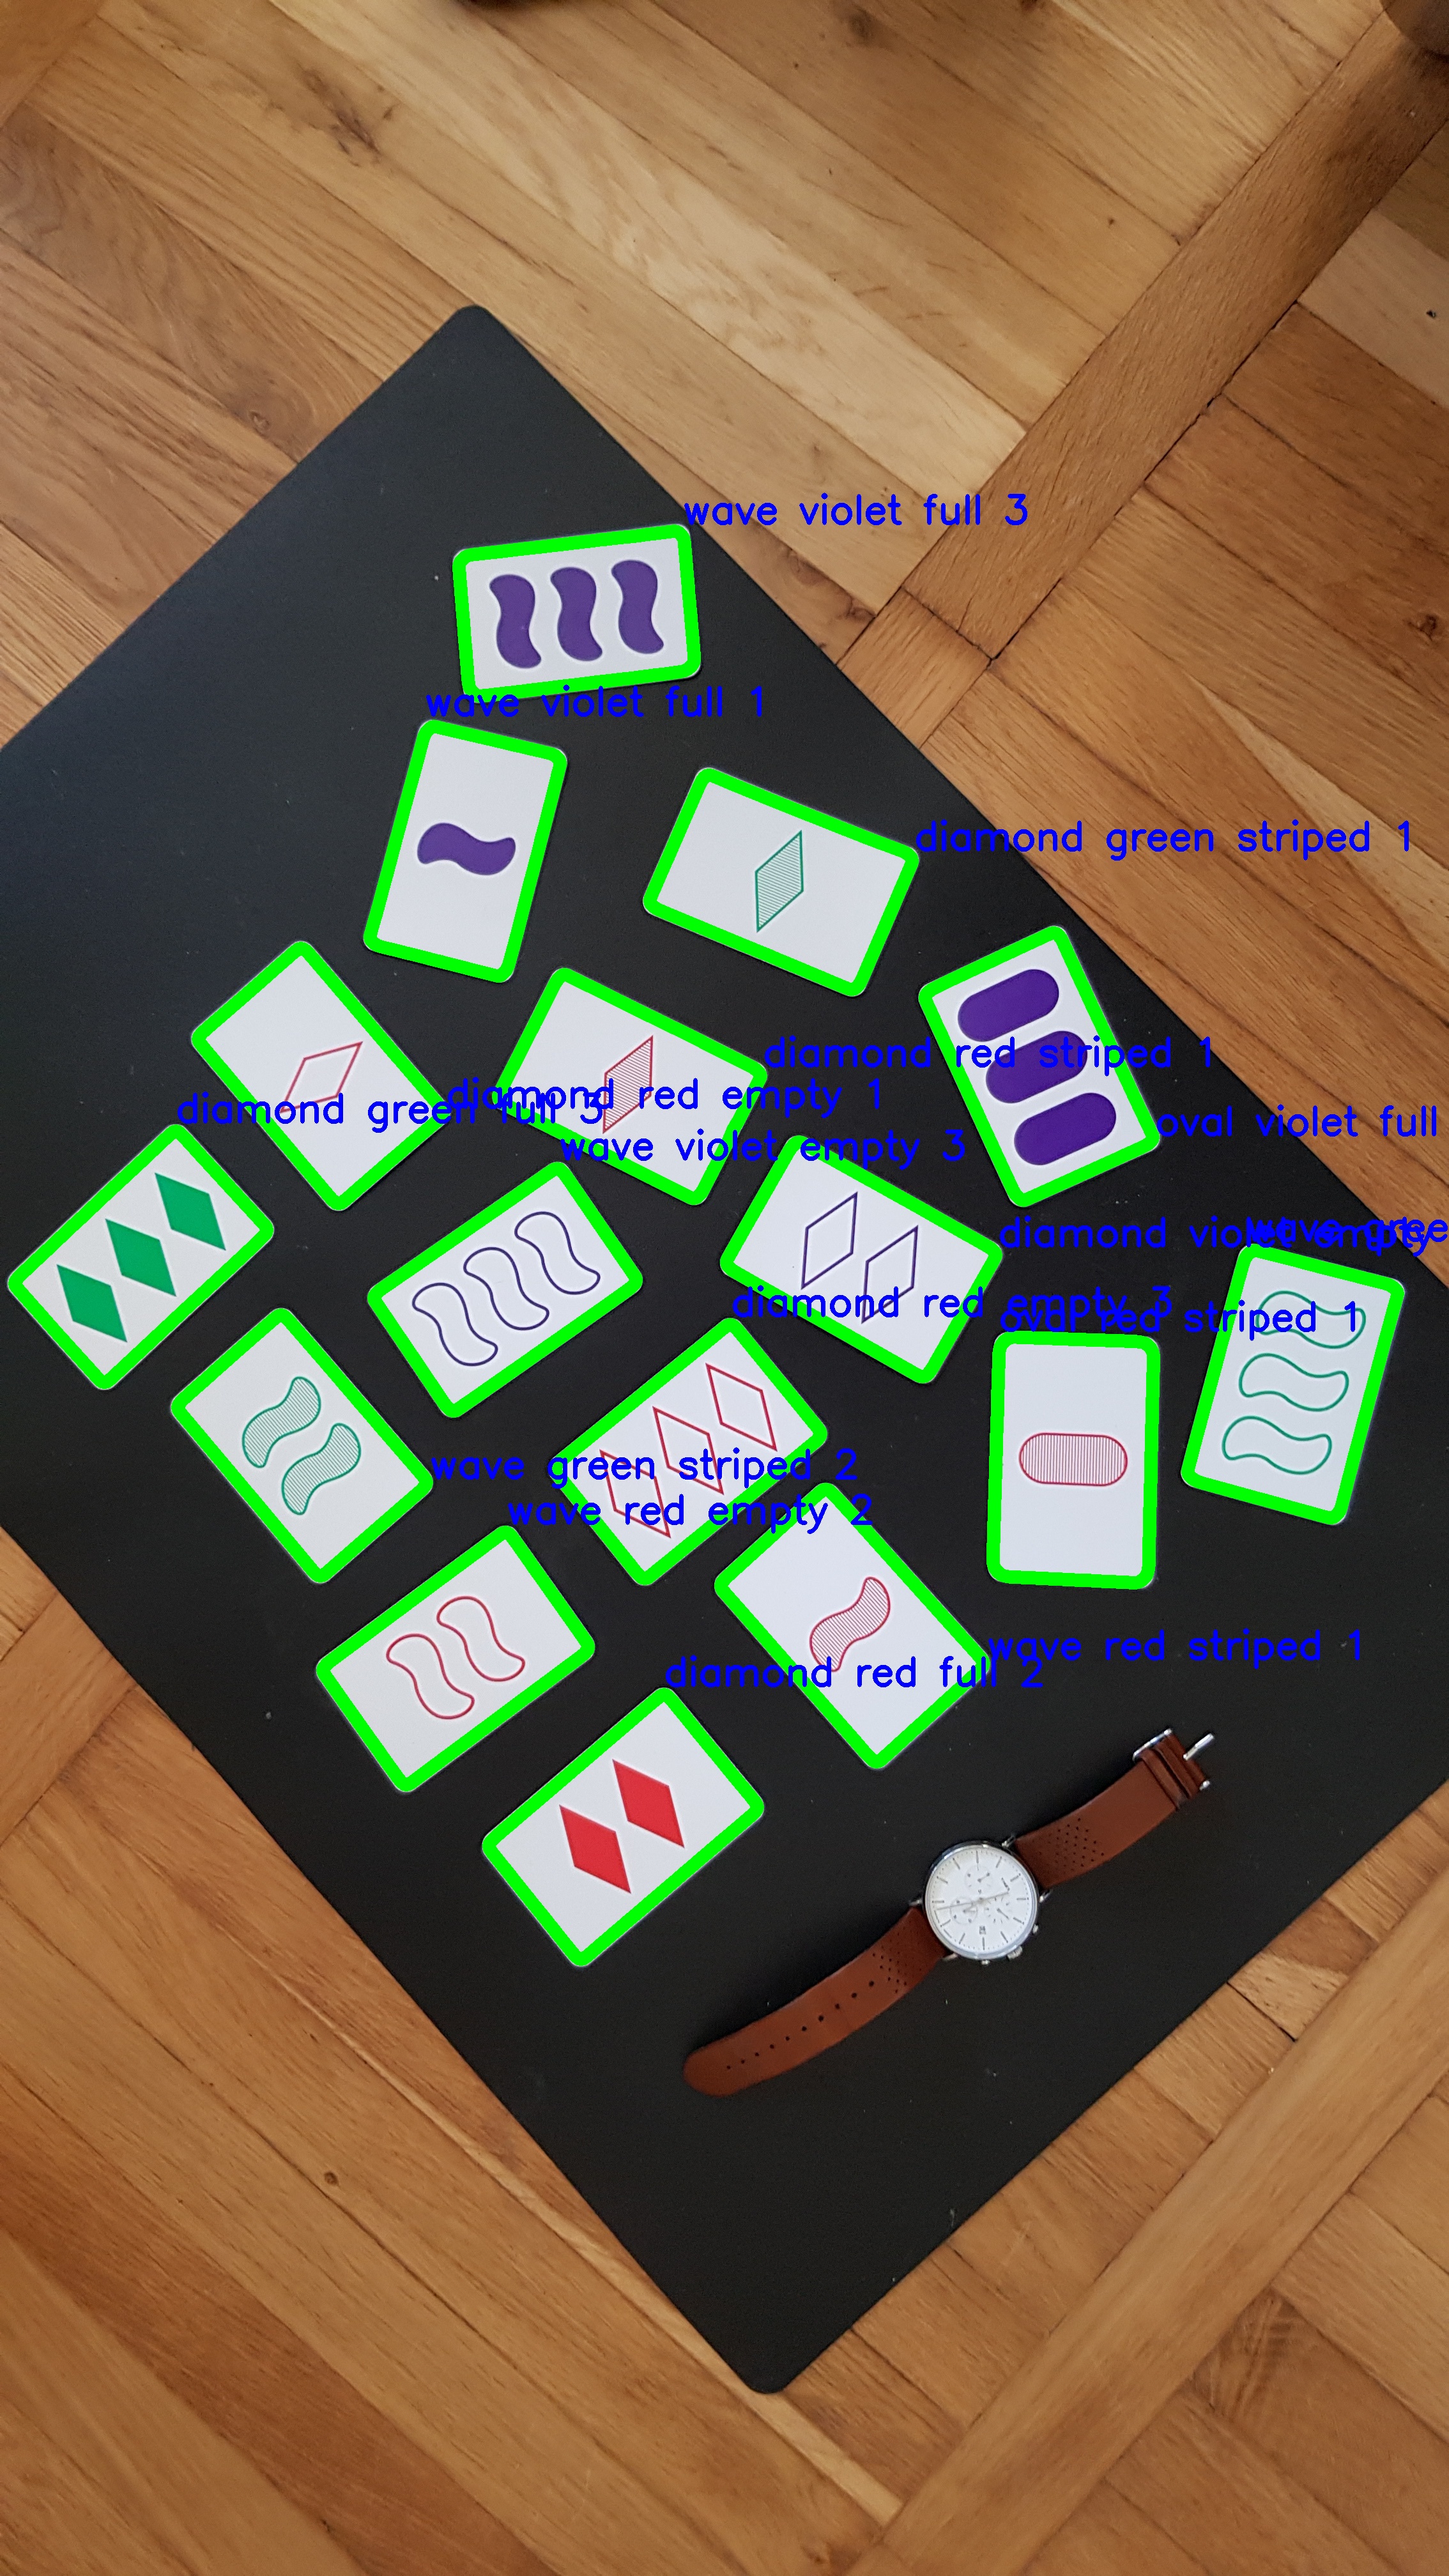 wave violet full 3
wave violet full 1
diamond green striped 1
diamond red striped 1
diamond red empty 1
diamond green full 3
oval violet full
wave violet empty 3
wave gree
diamond violet empty
diamond red empty 3
oval red striped 1
wave green striped 2
wave red empty 2
wave red striped 1
diamond red full 2